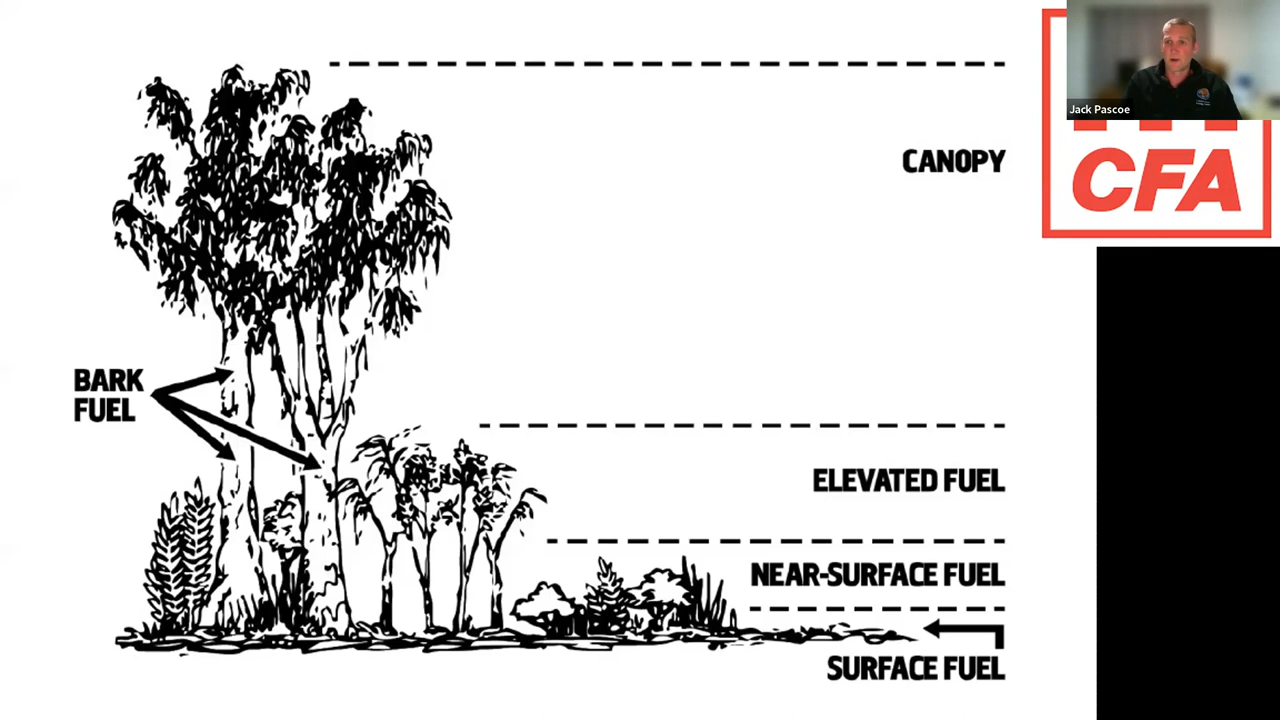 Jack Pascoe
CFA
CANOPY
BARK
FUEL
ELEVATED FUEL
NEAR-SURFACE FUEL
SURFACE FUEL